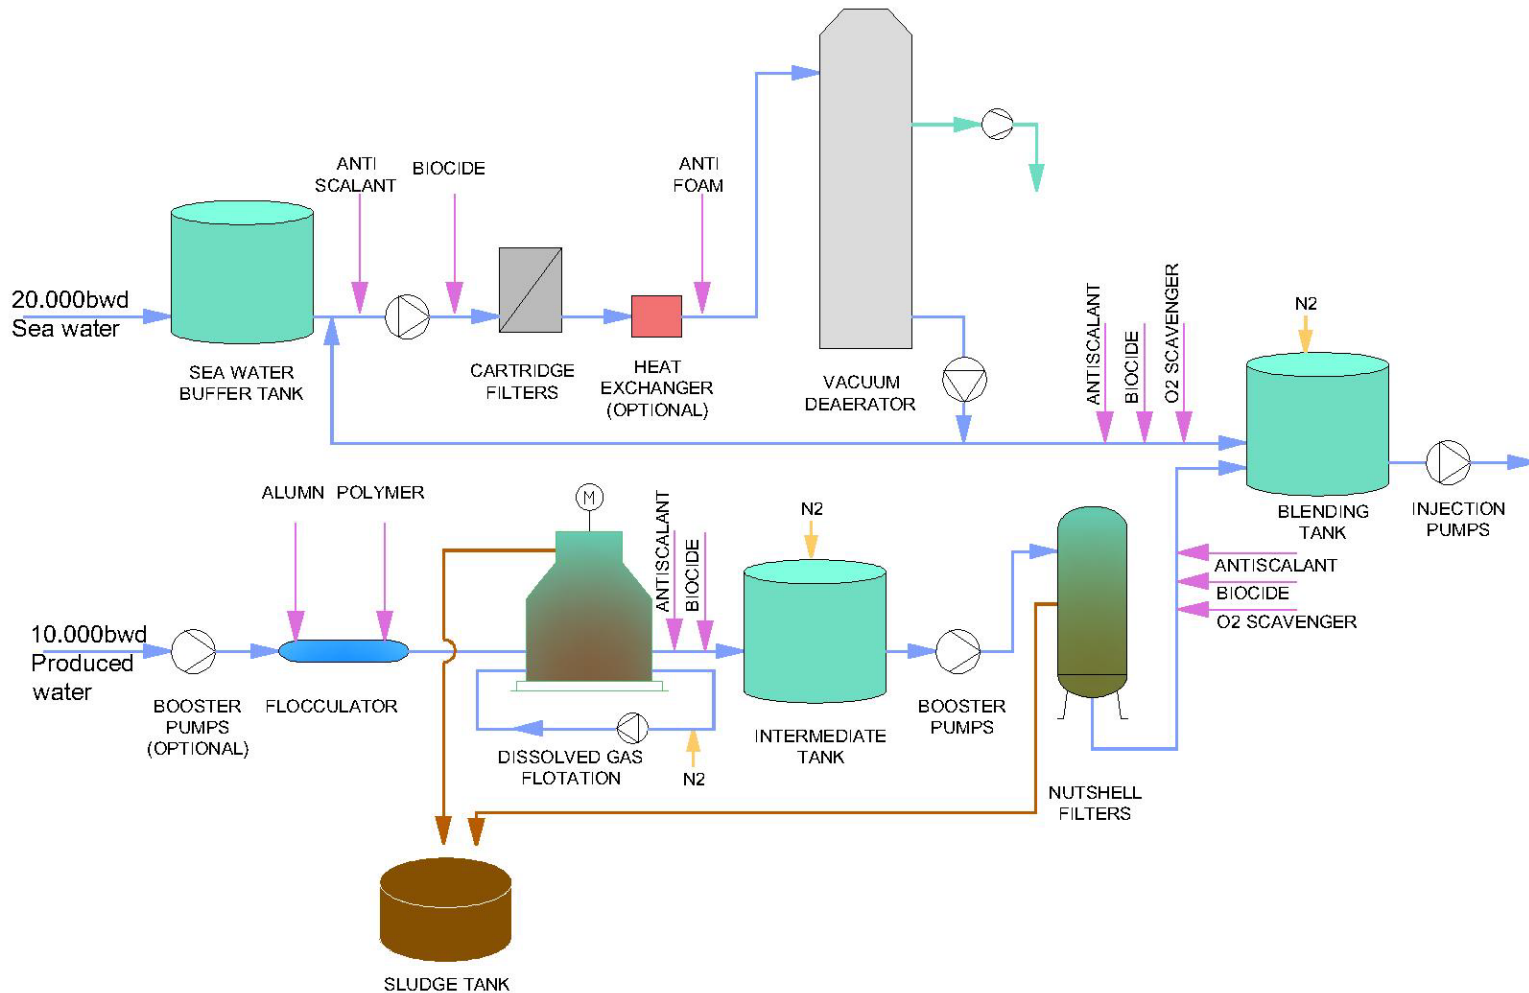 ANTI
SCALANT
BIOCIDE
ANTI
FOAM
20.000bwd
Sea water
SEA WATER
BUFFER TANK
CARTRIDGE
FILTERS
HEAT
EXCHANGER
(OPTIONAL)
VACUUM
DEAERATOR
ANTISCALANT
BIOCIDE
O2 SCAVENGER
N2
BLENDING
TANK
INJECTION
PUMPS
ALUMN
POLYMER
M
ANTISCALANT
BIOCIDE
N2
ANTISCALANT
BIOCIDE
O2 SCAVENGER
10.000bwd
Produced
water
BOOSTER
PUMPS
(OPTIONAL)
FLOCCULATOR
DISSOLVED GAS
FLOTATION
N2
INTERMEDIATE
TANK
BOOSTER
PUMPS
NUTSHELL
FILTERS
SLUDGE TANK